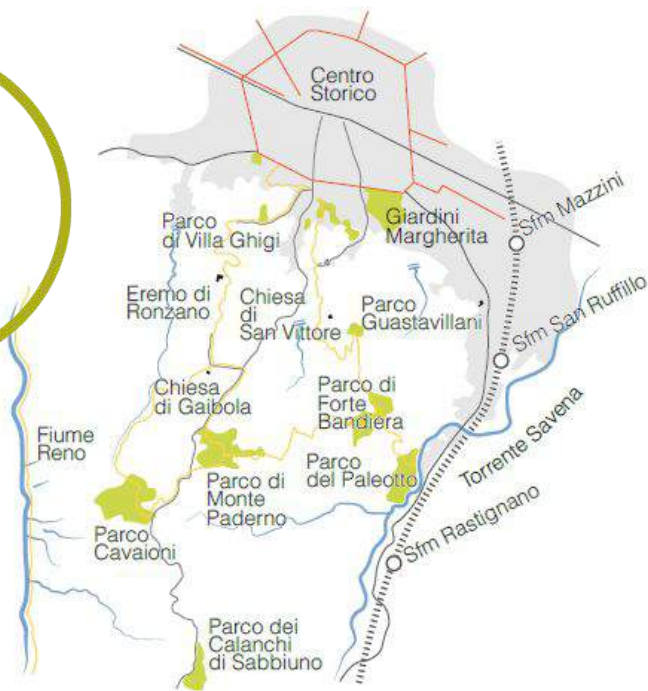 Centro
Storico
Sfm Mazzini
Parco
di Villa Ghigi
Giardini
Margherita
Eremo di
Ronzano
Chiesa
di
San Vittore
Parco
Guastavillani
Sfm San Ruffillo
Chiesa
di Gaibola
Parco di
Forte
Bandiera
Fiume
Reno
Parco di
Monte
Paderno
Parco
del Paleotto
Torrente Savena
Parco
Cavaioni
Sfm Rastignano
Parco dei
Calanchi
di Sabbiuno